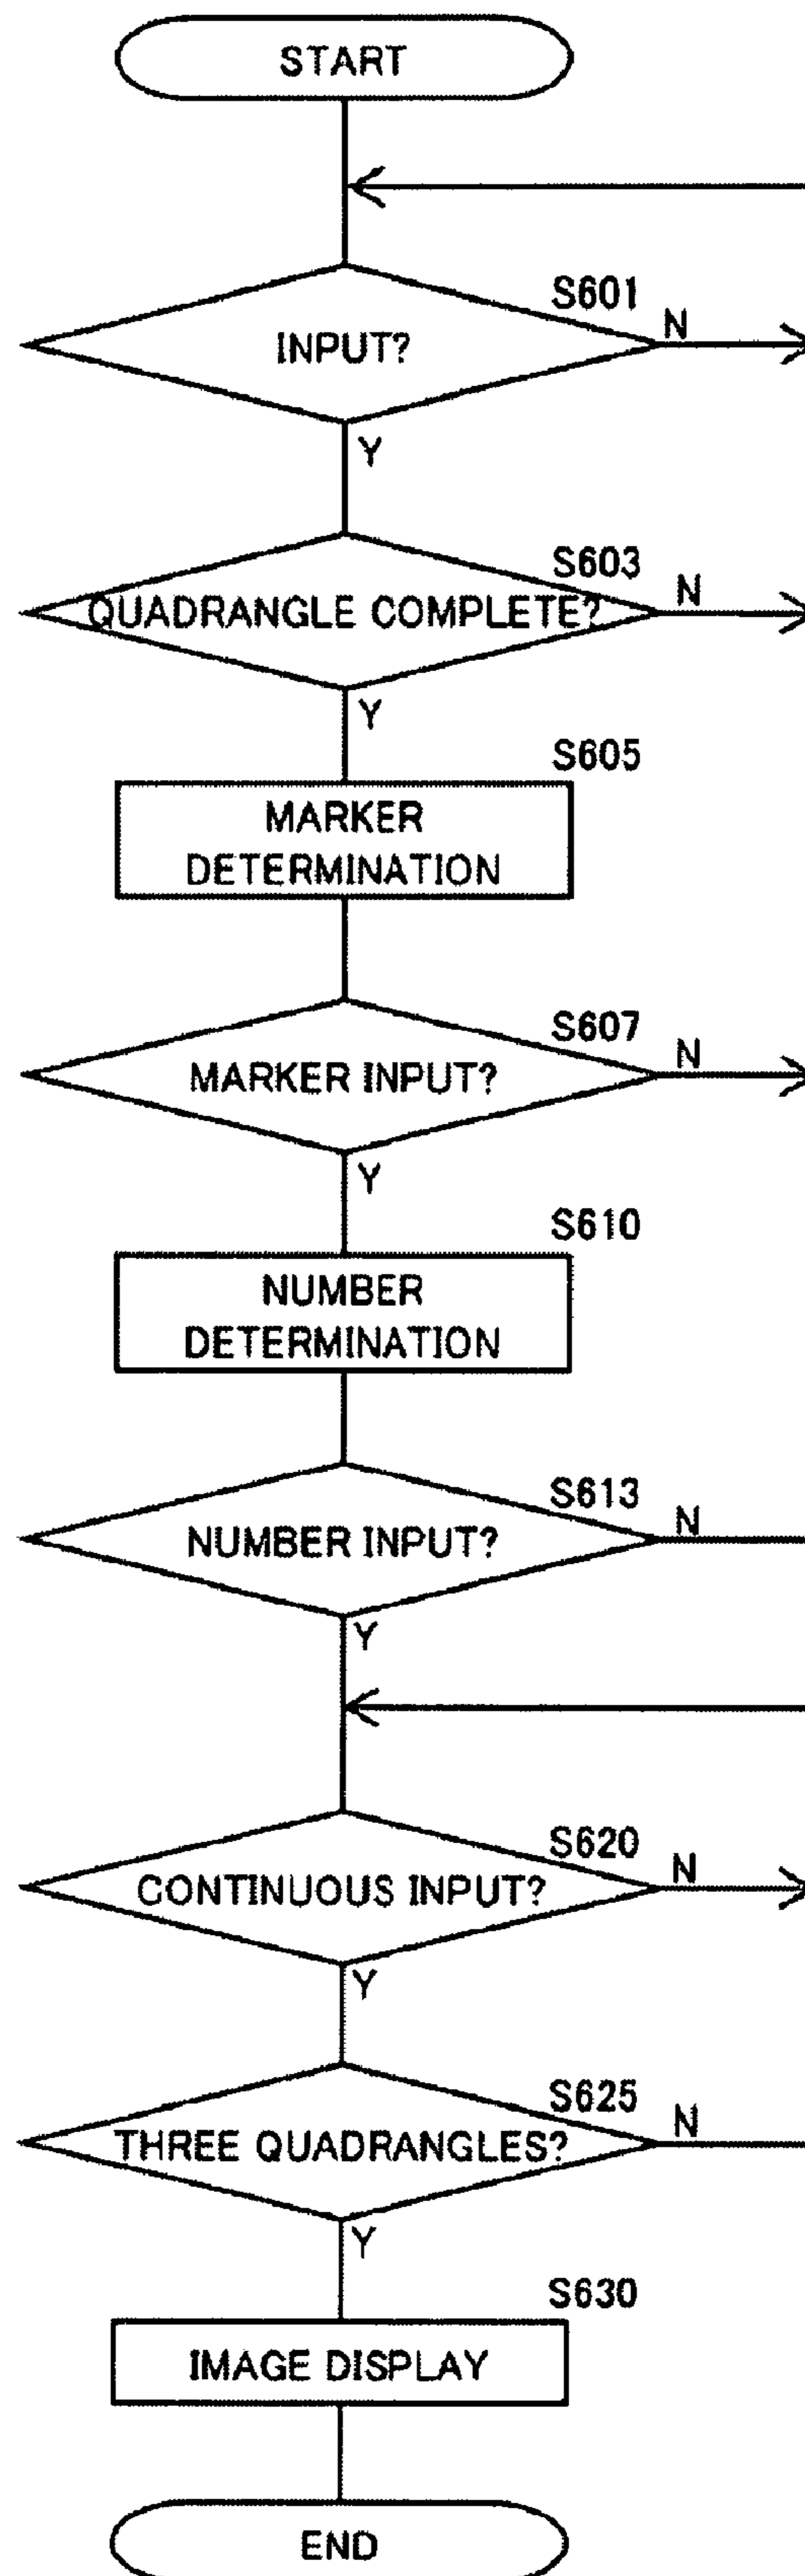 START
S601
INPUT?
N
Y
S603
QUADRANGLE COMPLETE?
N
Y
S605
MARKER
DETERMINATION
S607
MARKER INPUT?
N
Y
S610
NUMBER
DETERMINATION
S613
NUMBER INPUT?
N
Y
S620
CONTINUOUS INPUT?
N
Y
S625
THREE QUADRANGLES?
N
Y
S630
IMAGE DISPLAY
END